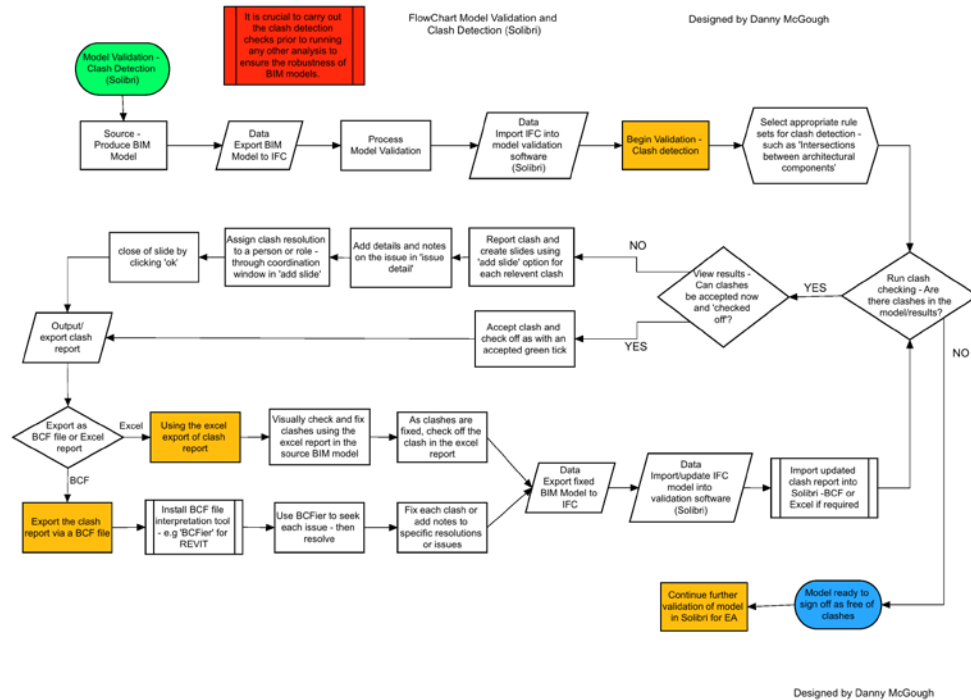 It is crucial to carry out
the clash detection
checks prior to running
any other analysis to
ensure the robustness of
BIM models.
FlowChart Model Validation and
Clash Detection (Solibri)
Designed by Danny McGough
Model Validation -
Clash Detection
(Solibri)
Source -
Produce BIM
Model
Data
Export BIM
Model to IFC
Process
Model Validation
Data
Import IFC into
model validation
software
(Solibri)
Begin Validation -
Clash detection
Select appropriate rule
sets for clash detection -
such as 'Intersections
between architectural
components'
close of slide by
clicking 'ok'
Assign clash resolution
to a person or role -
through coordination
window in 'add slide'
Add details and notes
on the issue in 'issue
detail'
Report clash and
create slides using
'add slide' option for
each relevent clash
NO
View results -
Can clashes
be accepted now
and 'checked
off'?
YES
Run clash
checking - Are
there clashes in the
model/results?
Output/
export clash
report
Accept clash and
check off as with an
accepted green tick
YES
NO
Export as
BCF file or Excel
report
Excel
Using the excel
export of clash
report
Visually check and fix
clashes using the
excel report in the
source BIM model
As clashes are
fixed, check off the
clash in the excel
report
BCF
Export the clash
report via a BCF file
Install BCF file
interpretation tool
- e.g 'BCFier' for
REVIT
Use BCFier to seek
each issue - then
resolve
Fix each clash or
add notes to
specific resolutions
or issues
Data
Export fixed
BIM Model to
IFC
Data
Import/update IFC
model into
validation software
(Solibri)
Import updated
clash report into
Solibri -BCF or
Excel if required
Continue further
validation of model
in Solibri for EA
Model ready to
sign off as free of
clashes
Designed by Danny McGough